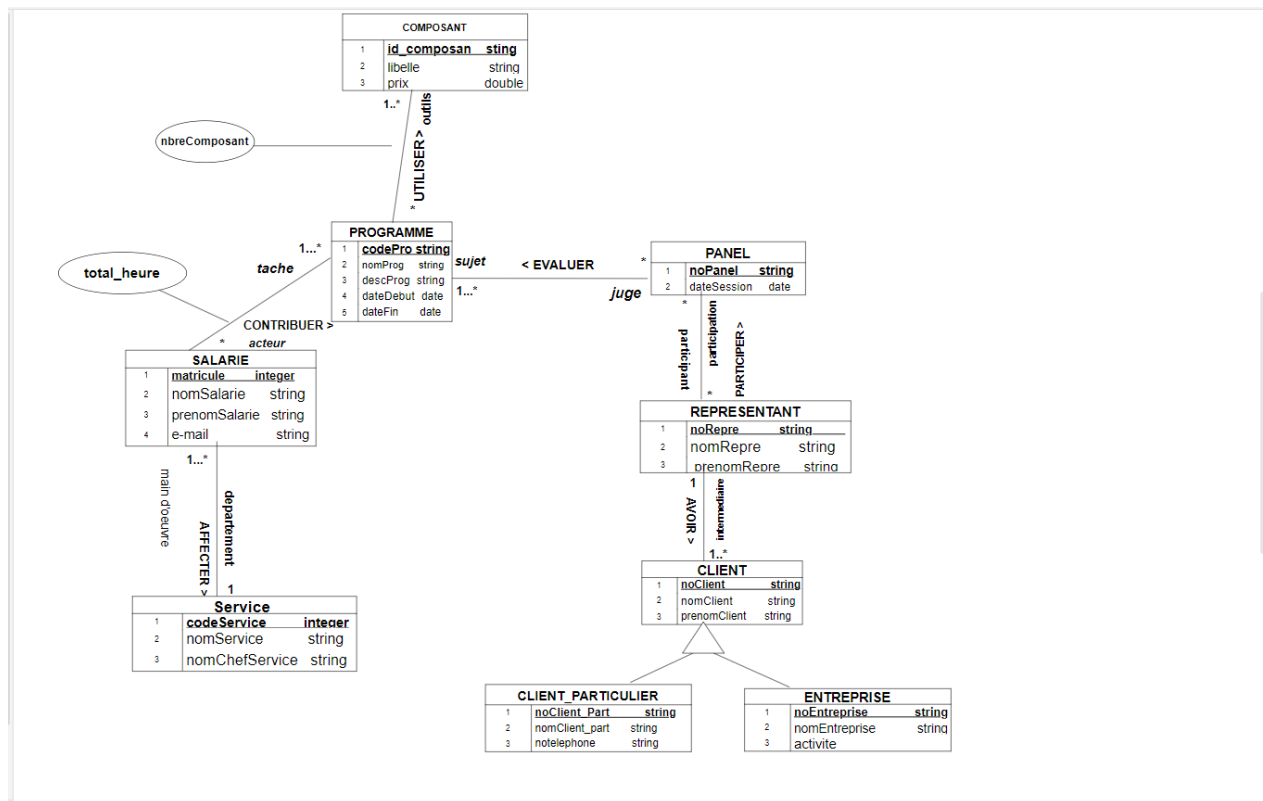 COMPOSANT
1 id_composan sting
2 libelle string
3 prix double
1..*
outils
nbreComposant
UTILISER >
*
PROGRAMME
1 codePro string
2 nomProg string
3 descProg string
4 dateDebut date
5 dateFin date
1...*
tache
total_heure
sujet
< EVALUER
*
1...*
juge
PANEL
1 noPanel string
2 dateSession date
*
participation
participant
PARTICIPER>
*
CONTRIBUER >
* acteur
SALARIE
1 matricule integer
2 nomSalarie string
3 prenomSalarie string
4 e-mail string
1...*
main d'oeuvre
departement
AFFECTER >
1
Service
1 codeService integer
2 nomService string
3 nomChefService string
REPRESENTANT
1 noRepre string
2 nomRepre string
3 prenomRepre string
1
AVOIR >
intermediaire
1..*
CLIENT
1 noClient string
2 nomClient string
3 prenomClient string
CLIENT_PARTICULIER
1 noClient_Part string
2 nomClient_part string
3 notelephone string
ENTREPRISE
1 noEntreprise string
2 nomEntreprise string
3 activite